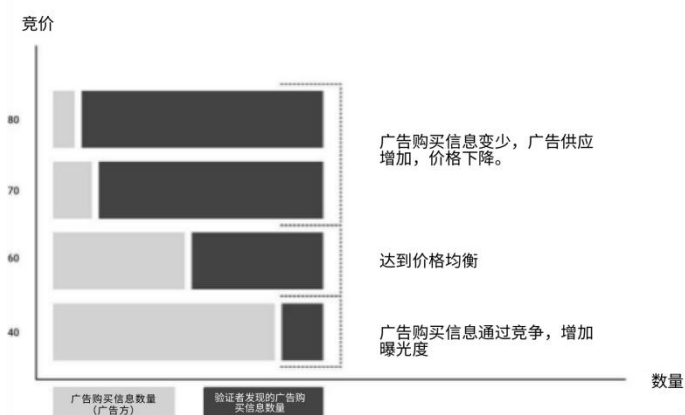 竞价
80
广告购买信息变少，广告供应
增加，价格下降。
70
60
达到价格均衡
40
广告购买信息通过竞争，增加
曝光度
数量
广告购买信息数量
（广告方）
验证者发现的广告购
买信息数量